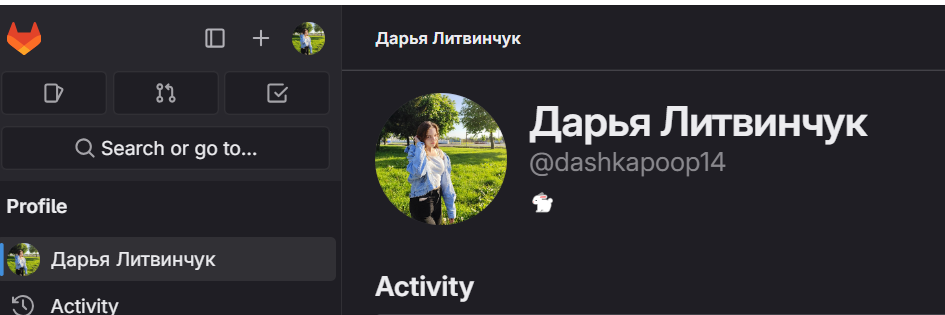 Дарья Литвинчук
Search or go to...
Profile
Дарья Литвинчук
Activity
Дарья Литвинчук
@dashkapoop14
Activity